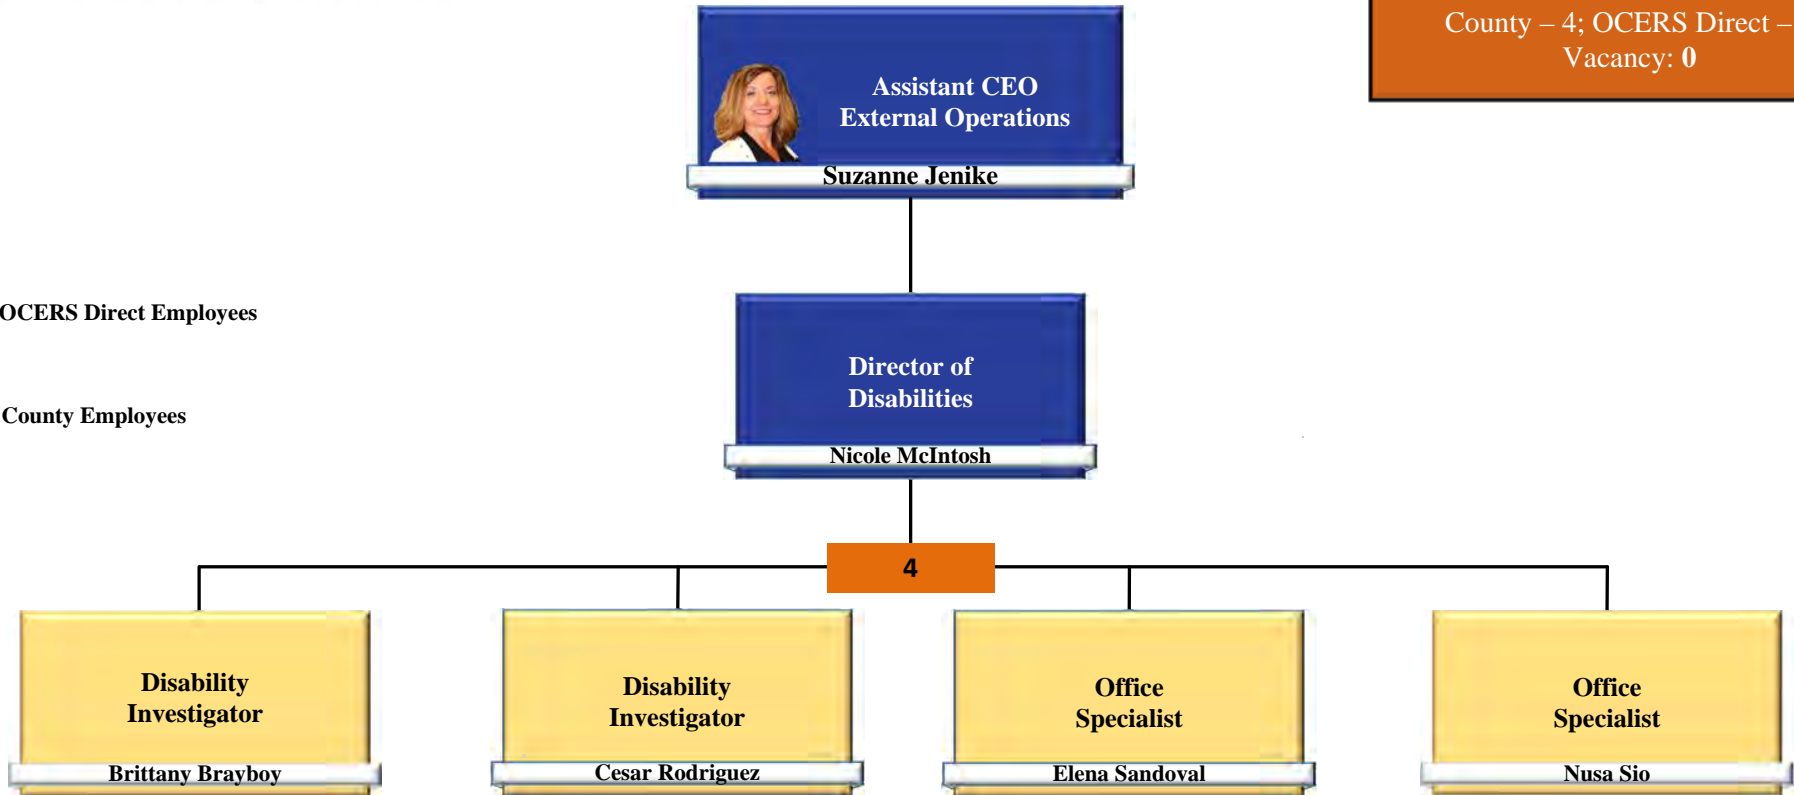 County – 4; OCERS Direct –
Vacancy: 0
Assistant CEO
External Operations
Suzanne Jenike
OCERS Direct Employees
Director of
Disabilities
County Employees
Nicole McIntosh
4
Disability
Investigator
Brittany Brayboy
Disability
Investigator
Cesar Rodriguez
Office
Specialist
Elena Sandoval
Office
Specialist
Nusa Sio